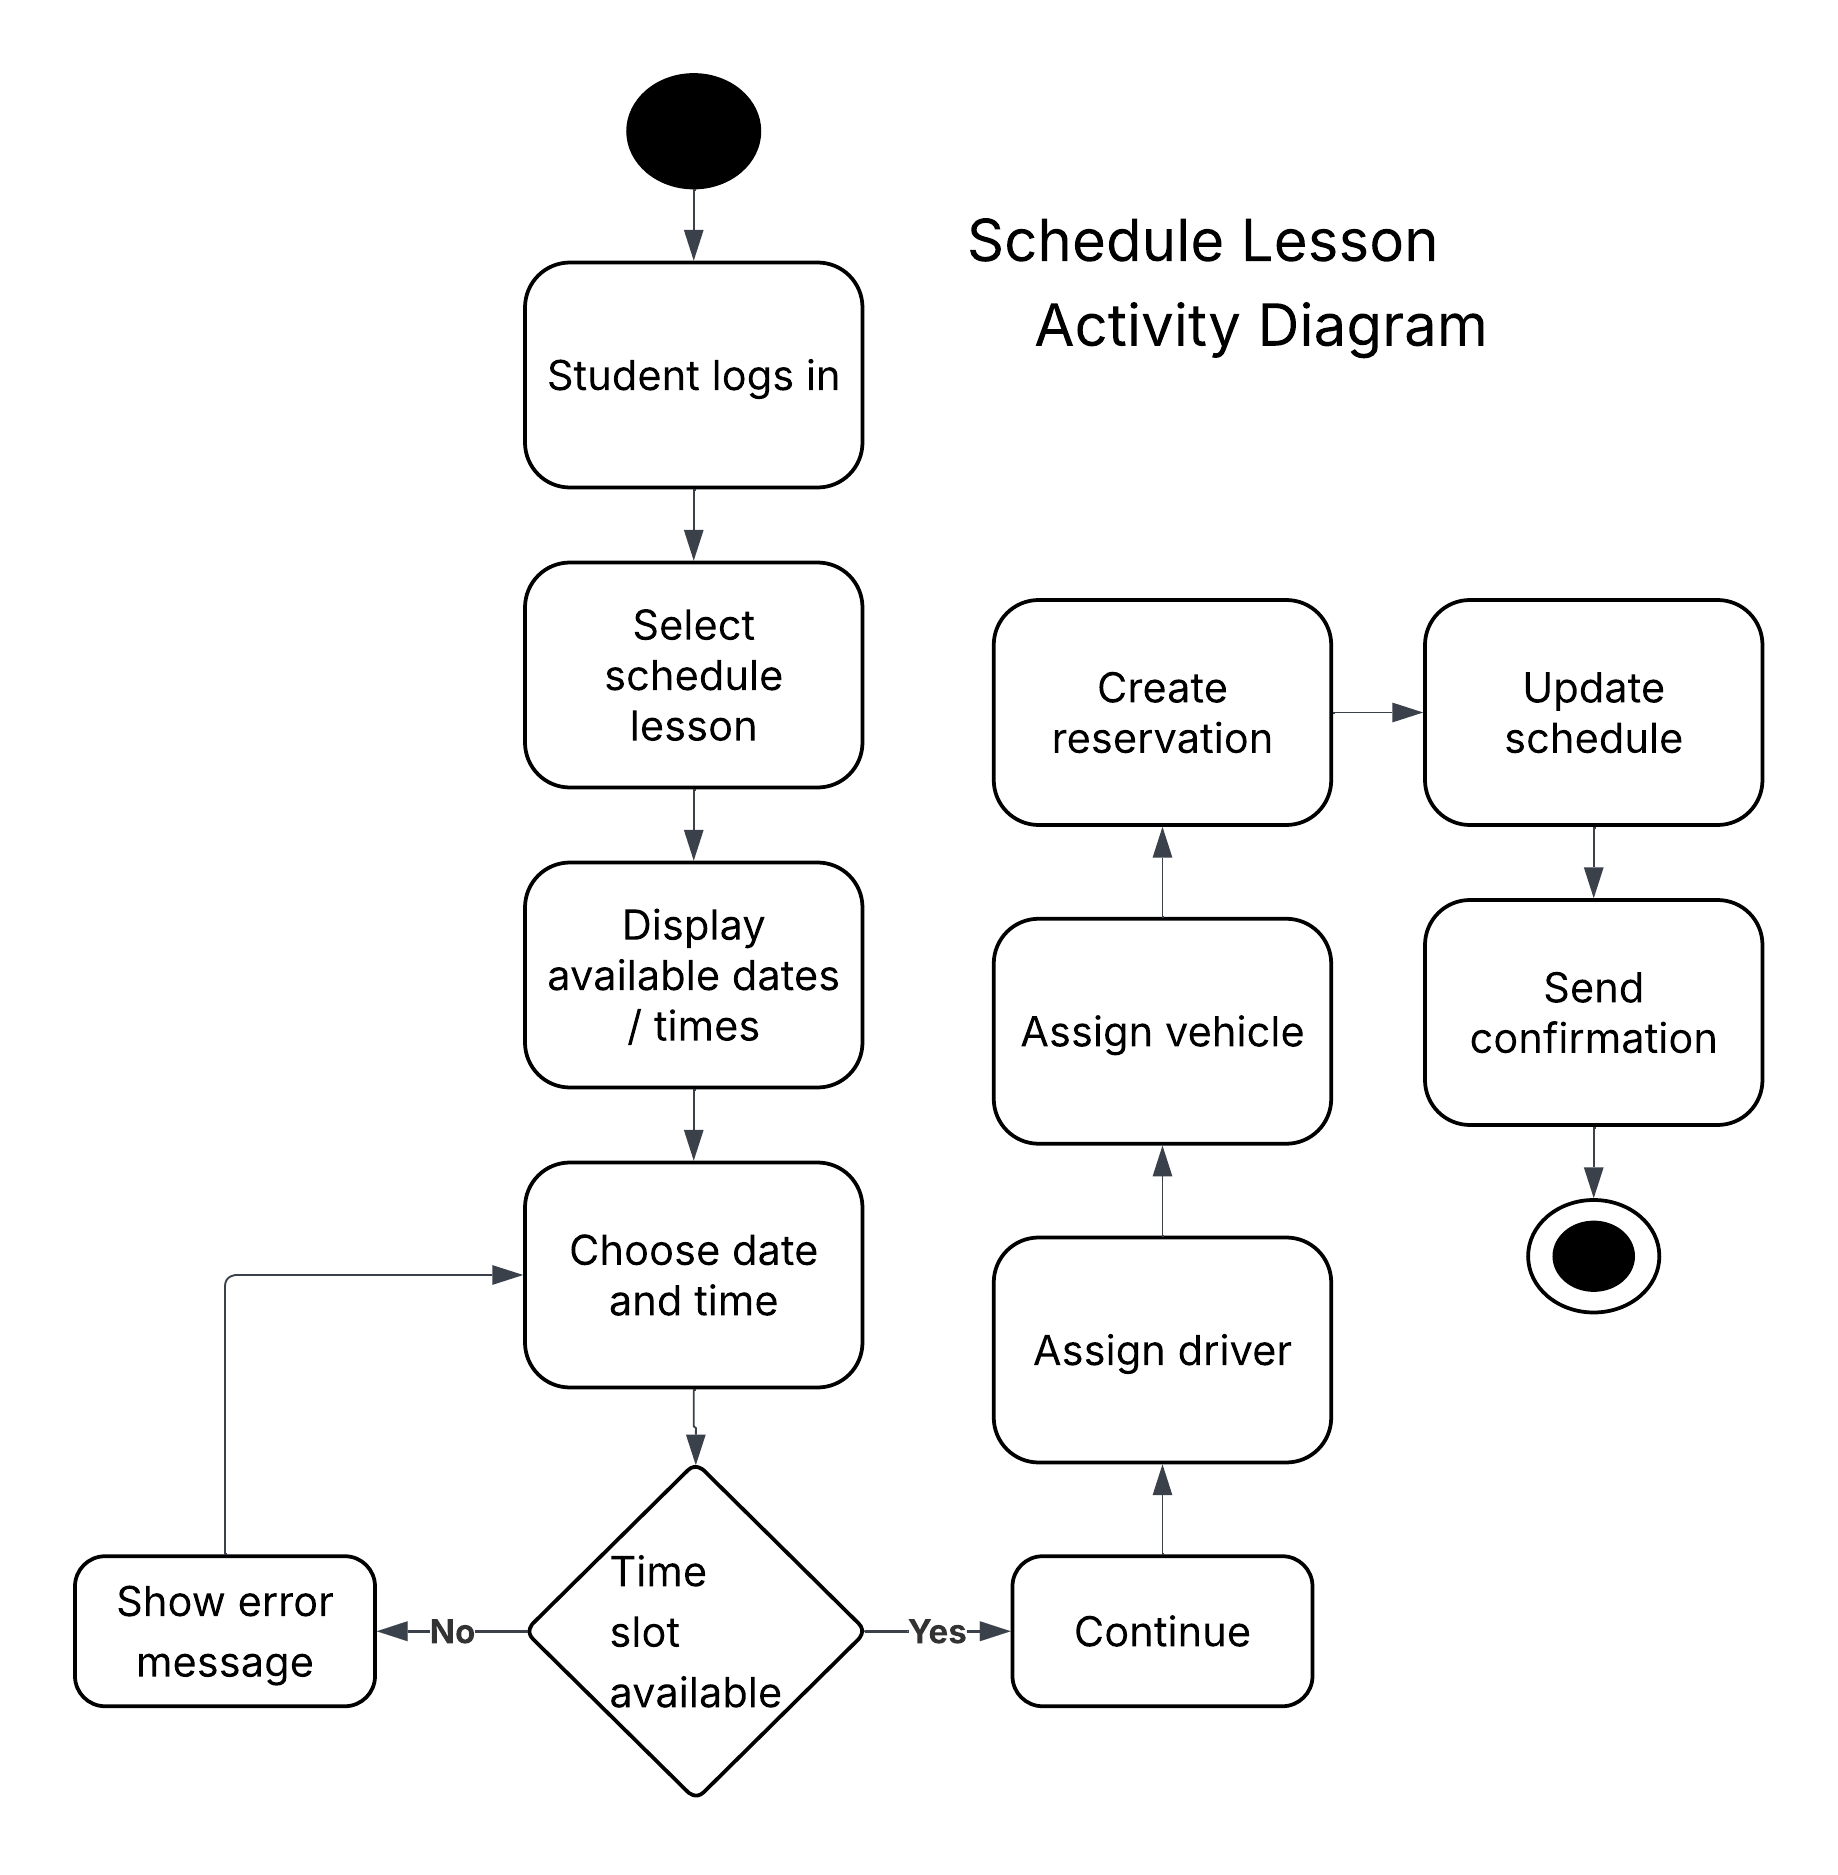 Schedule Lesson
Activity Diagram
Student logs in
Select
schedule
lesson
Display
available dates
/ times
Choose date
and time
Time
slot
available
No
Show error
message
Yes
Continue
Assign driver
Assign vehicle
Create
reservation
Update
schedule
Send
confirmation